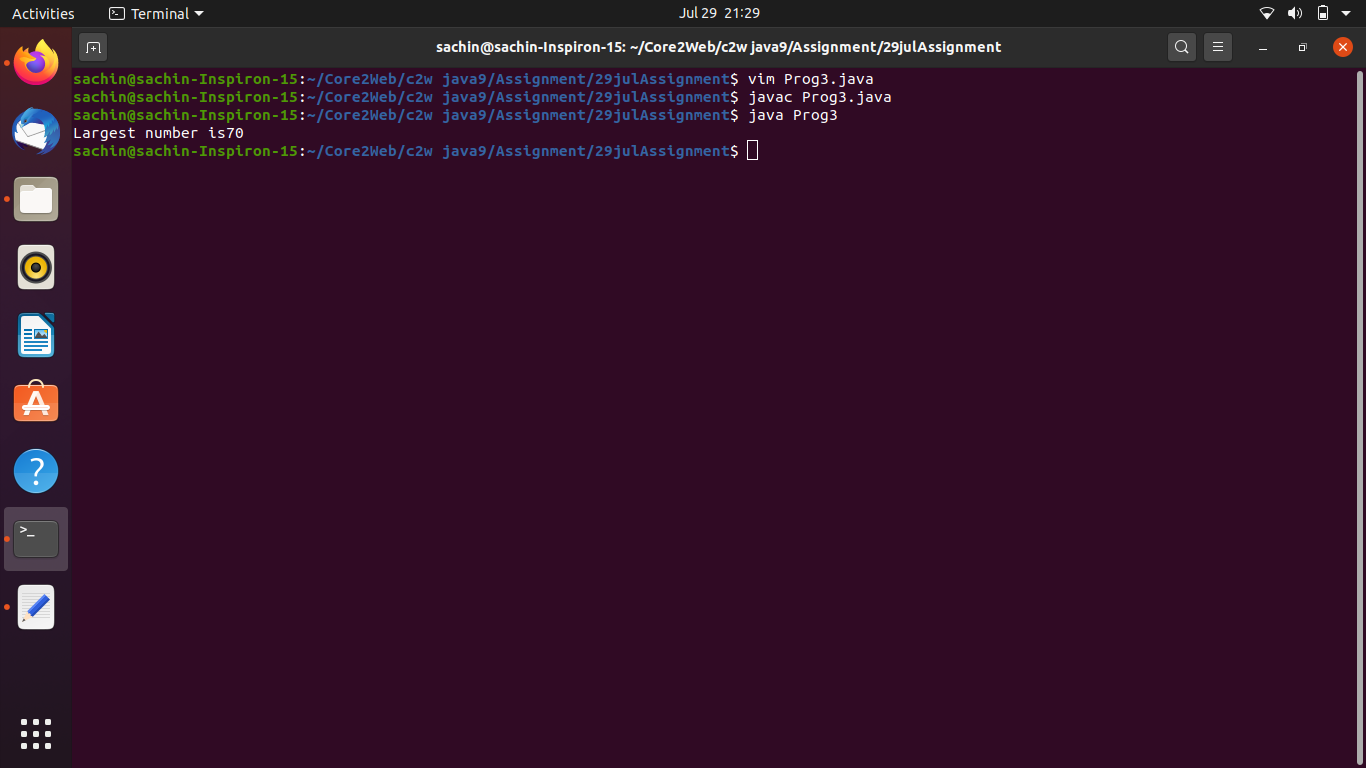 Activities Terminal Jul 29 21:29
sachin@sachin-Inspiron-15: ~/Core2Web/c2w java9/Assignment/29julAssignment
sachin@sachin-Inspiron-15:~/Core2Web/c2w java9/Assignment/29julAssignment$ vim Prog3.java
sachin@sachin-Inspiron-15:~/Core2Web/c2w java9/Assignment/29julAssignment$ javac Prog3.java
sachin@sachin-Inspiron-15:~/Core2Web/c2w java9/Assignment/29julAssignment$ java Prog3
Largest number is70
sachin@sachin-Inspiron-15:~/Core2Web/c2w java9/Assignment/29julAssignment$